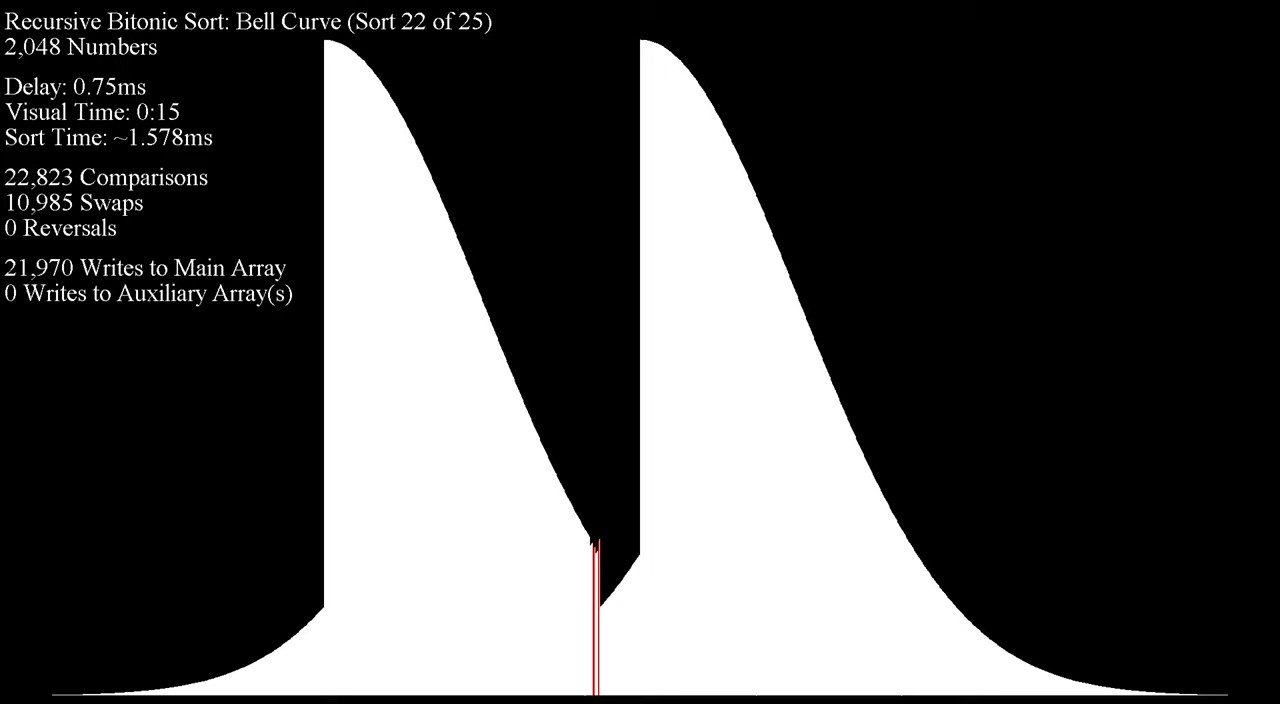 Recursive Bitonic Sort: Bell Curve (Sort 22 of 25)
2,048 Numbers
Delay: 0.75ms
Visual Time: 0:15
Sort Time: ~1.578ms
22,823 Comparisons
10,985 Swaps
0 Reversals
21,970 Writes to Main Array
0 Writes to Auxiliary Array(s)